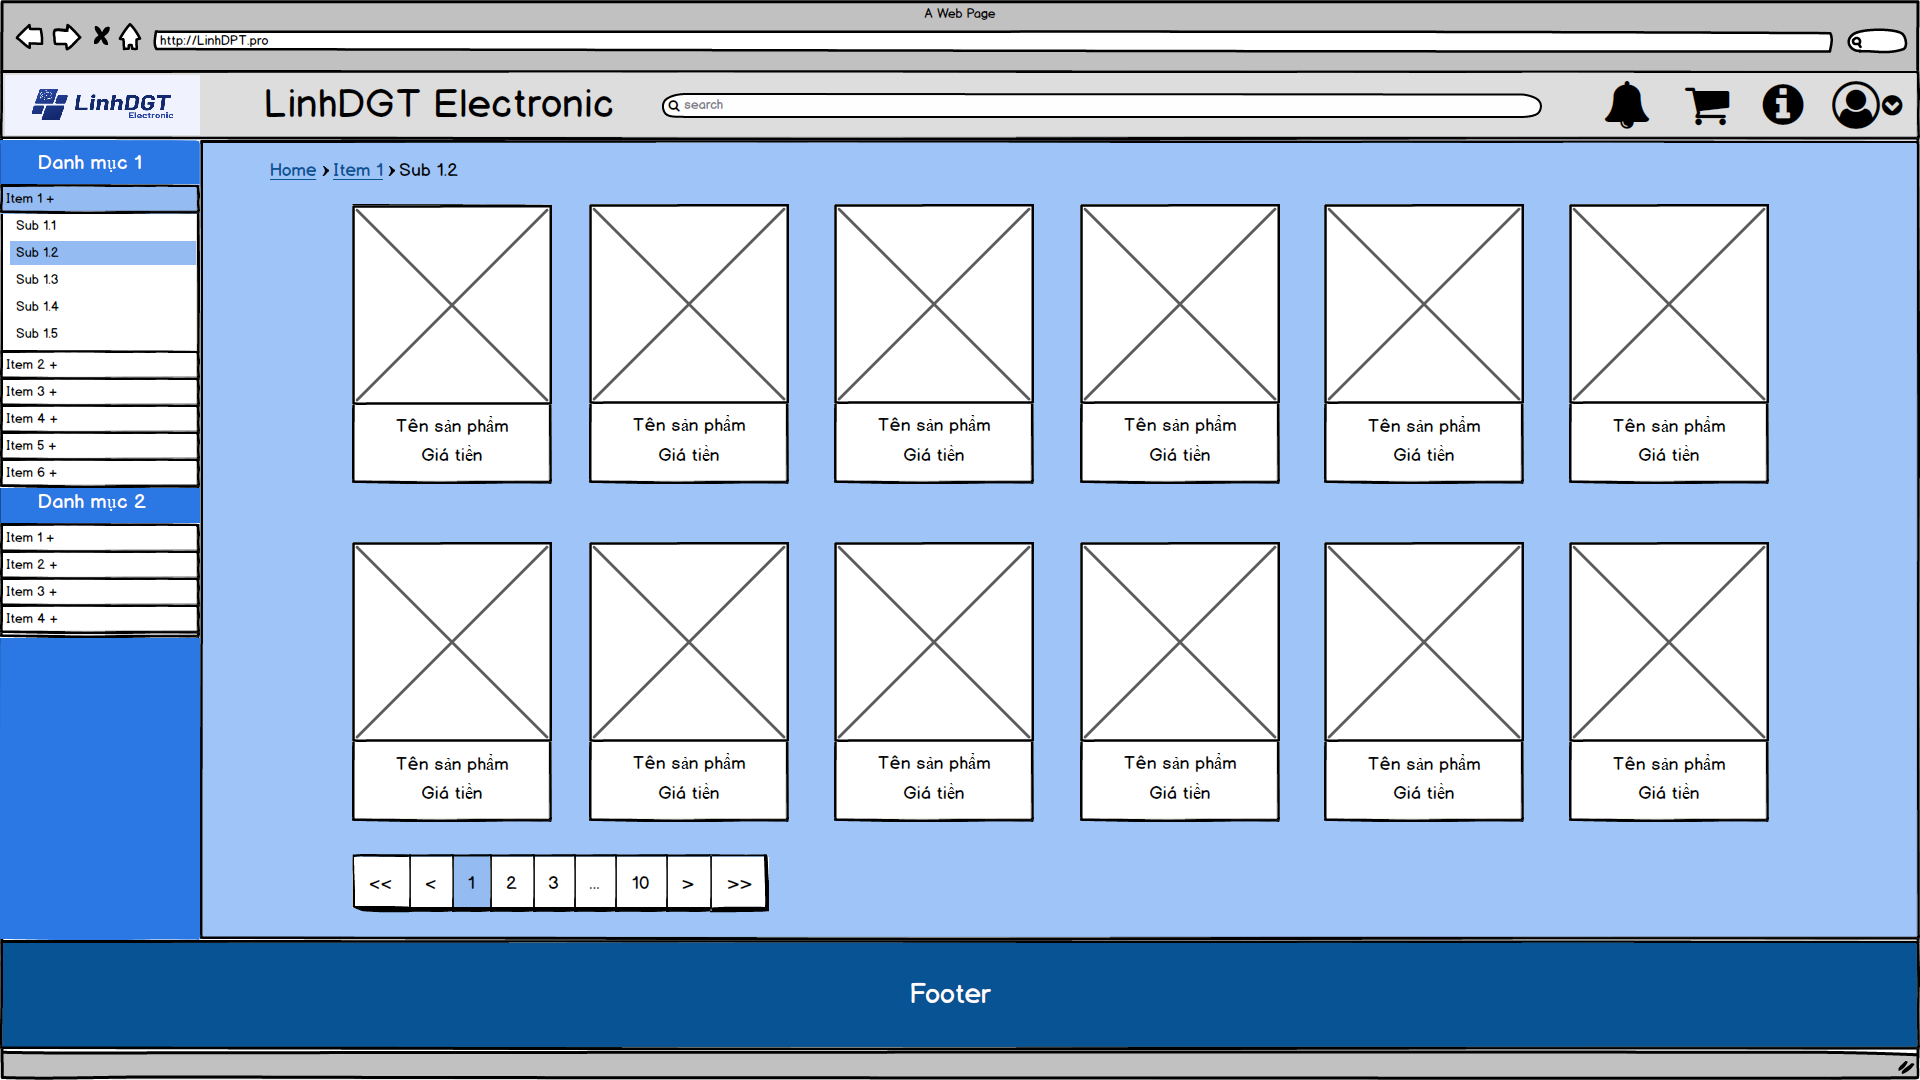 A Web Page
http://LinhDPT.pro
LinhDGT
Electronic
LinhDGT Electronic
search
Danh mục 1
Item 1 +
Sub 1.1
Sub 1.2
Sub 1.3
Sub 1.4
Sub 1.5
Item 2 +
Item 3 +
Item 4 +
Item 5 +
Item 6 +
Danh mục 2
Item 1 +
Item 2 +
Item 3 +
Item 4 +
Home › Item 1 › Sub 1.2
Tên sản phẩm
Giá tiền
Tên sản phẩm
Giá tiền
Tên sản phẩm
Giá tiền
Tên sản phẩm
Giá tiền
Tên sản phẩm
Giá tiền
Tên sản phẩm
Giá tiền
Tên sản phẩm
Giá tiền
Tên sản phẩm
Giá tiền
Tên sản phẩm
Giá tiền
Tên sản phẩm
Giá tiền
Tên sản phẩm
Giá tiền
Tên sản phẩm
Giá tiền
<< < 1 2 3 ... 10 > >>
Footer